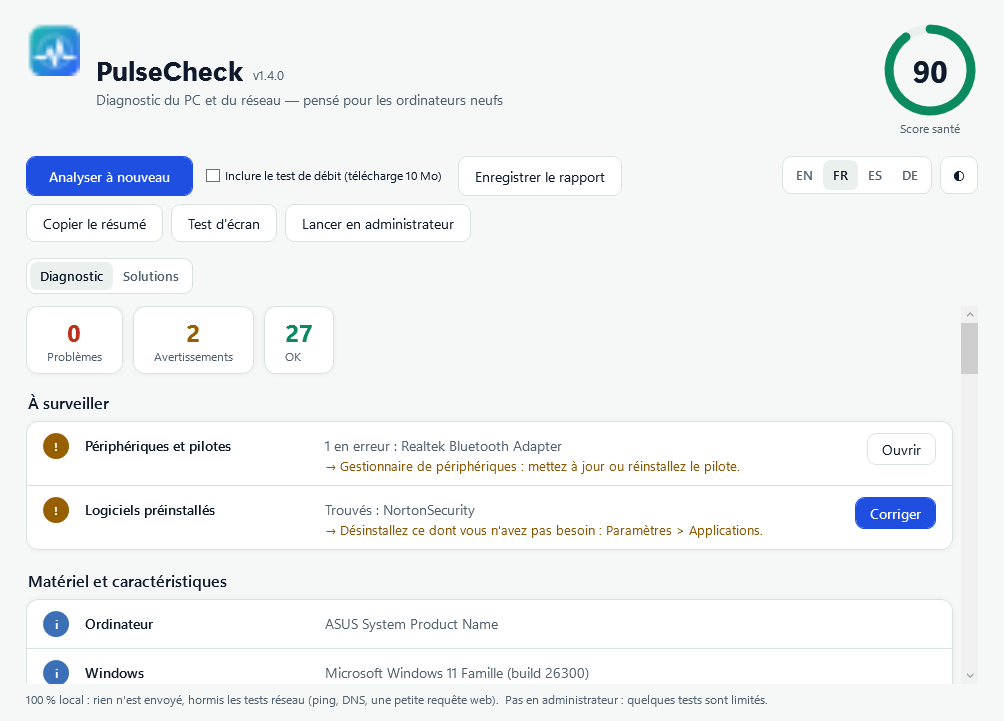 PulseCheck v1.4.0
Diagnostic du PC et du réseau — pensé pour les ordinateurs neufs
90
Score santé
Analyser à nouveau
Inclure le test de débit (télécharge 10 Mo)
Enregistrer le rapport
EN FR ES DE
Copier le résumé
Test d'écran
Lancer en administrateur
Diagnostic Solutions
0
Problèmes
2
Avertissements
27
OK
À surveiller
! Périphériques et pilotes
1 en erreur : Realtek Bluetooth Adapter
→ Gestionnaire de périphériques : mettez à jour ou réinstallez le pilote.
Ouvrir
! Logiciels préinstallés
Trouvés : NortonSecurity
→ Désinstallez ce dont vous n'avez pas besoin : Paramètres > Applications.
Corriger
Matériel et caractéristiques
i Ordinateur
ASUS System Product Name
i Windows
Microsoft Windows 11 Famille (build 26300)
100 % local : rien n'est envoyé, hormis les tests réseau (ping, DNS, une petite requête web). Pas en administrateur : quelques tests sont limités.